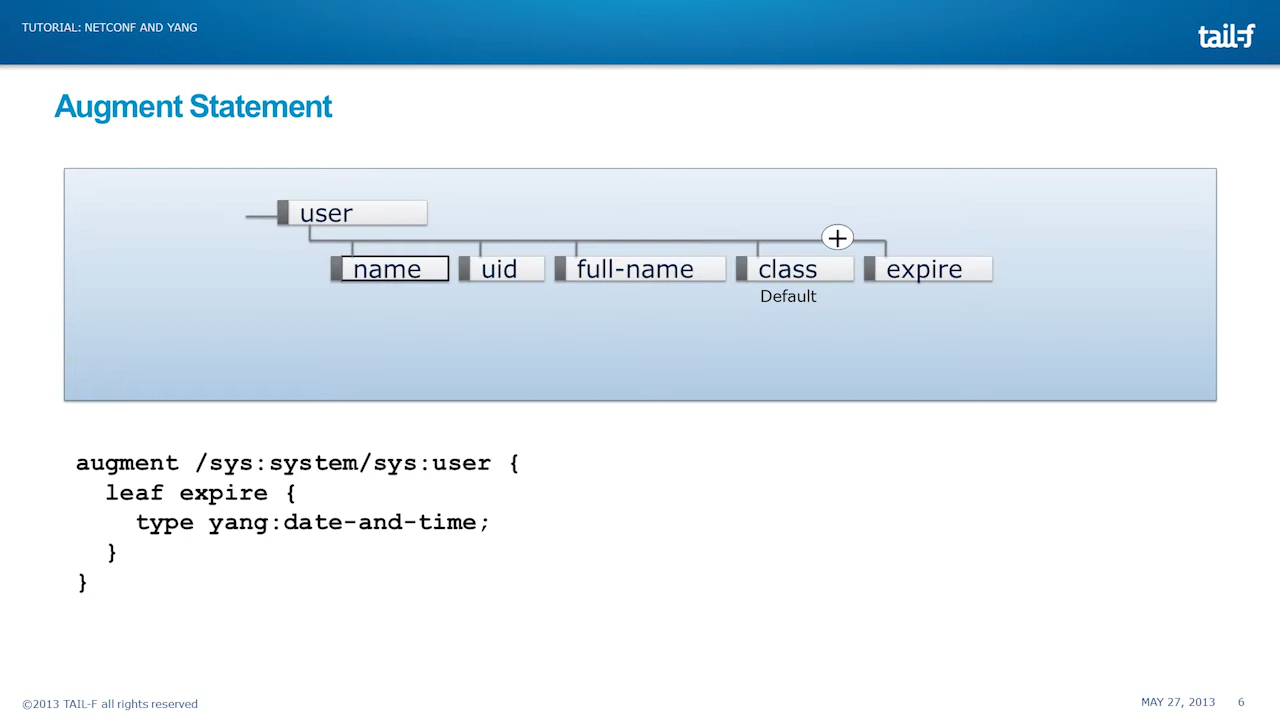 TUTORIAL: NETCONF AND YANG
tail-f
Augment Statement
user
+
name uid full-name class expire
Default
augment /sys:system/sys:user {
  leaf expire {
    type yang:date-and-time;
  }
}
©2013 TAIL-F all rights reserved
MAY 27, 2013 6